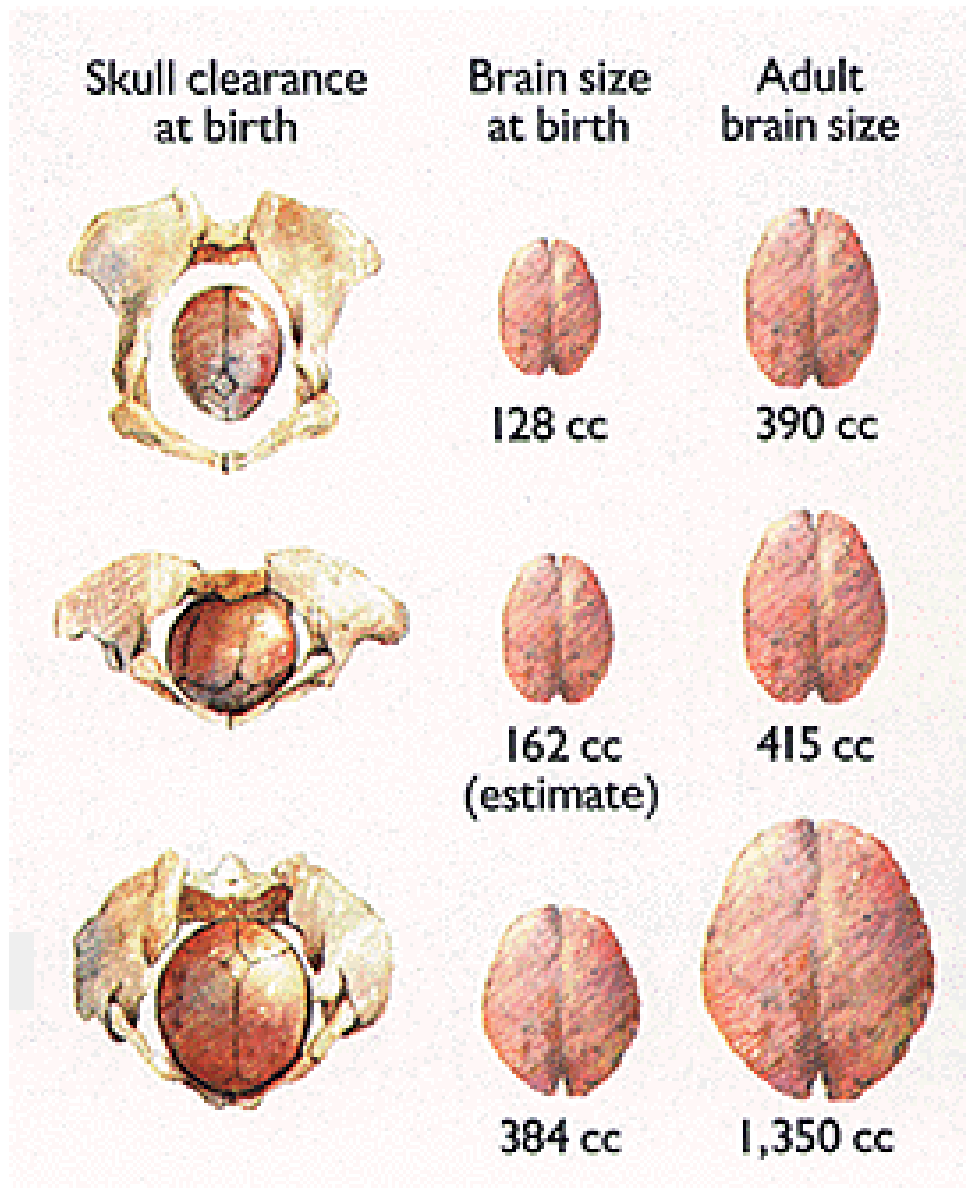 Skull clearance
at birth
Brain size
at birth
Adult
brain size
128 cc
390 cc
162 cc
(estimate)
415 cc
384 cc
1,350 cc